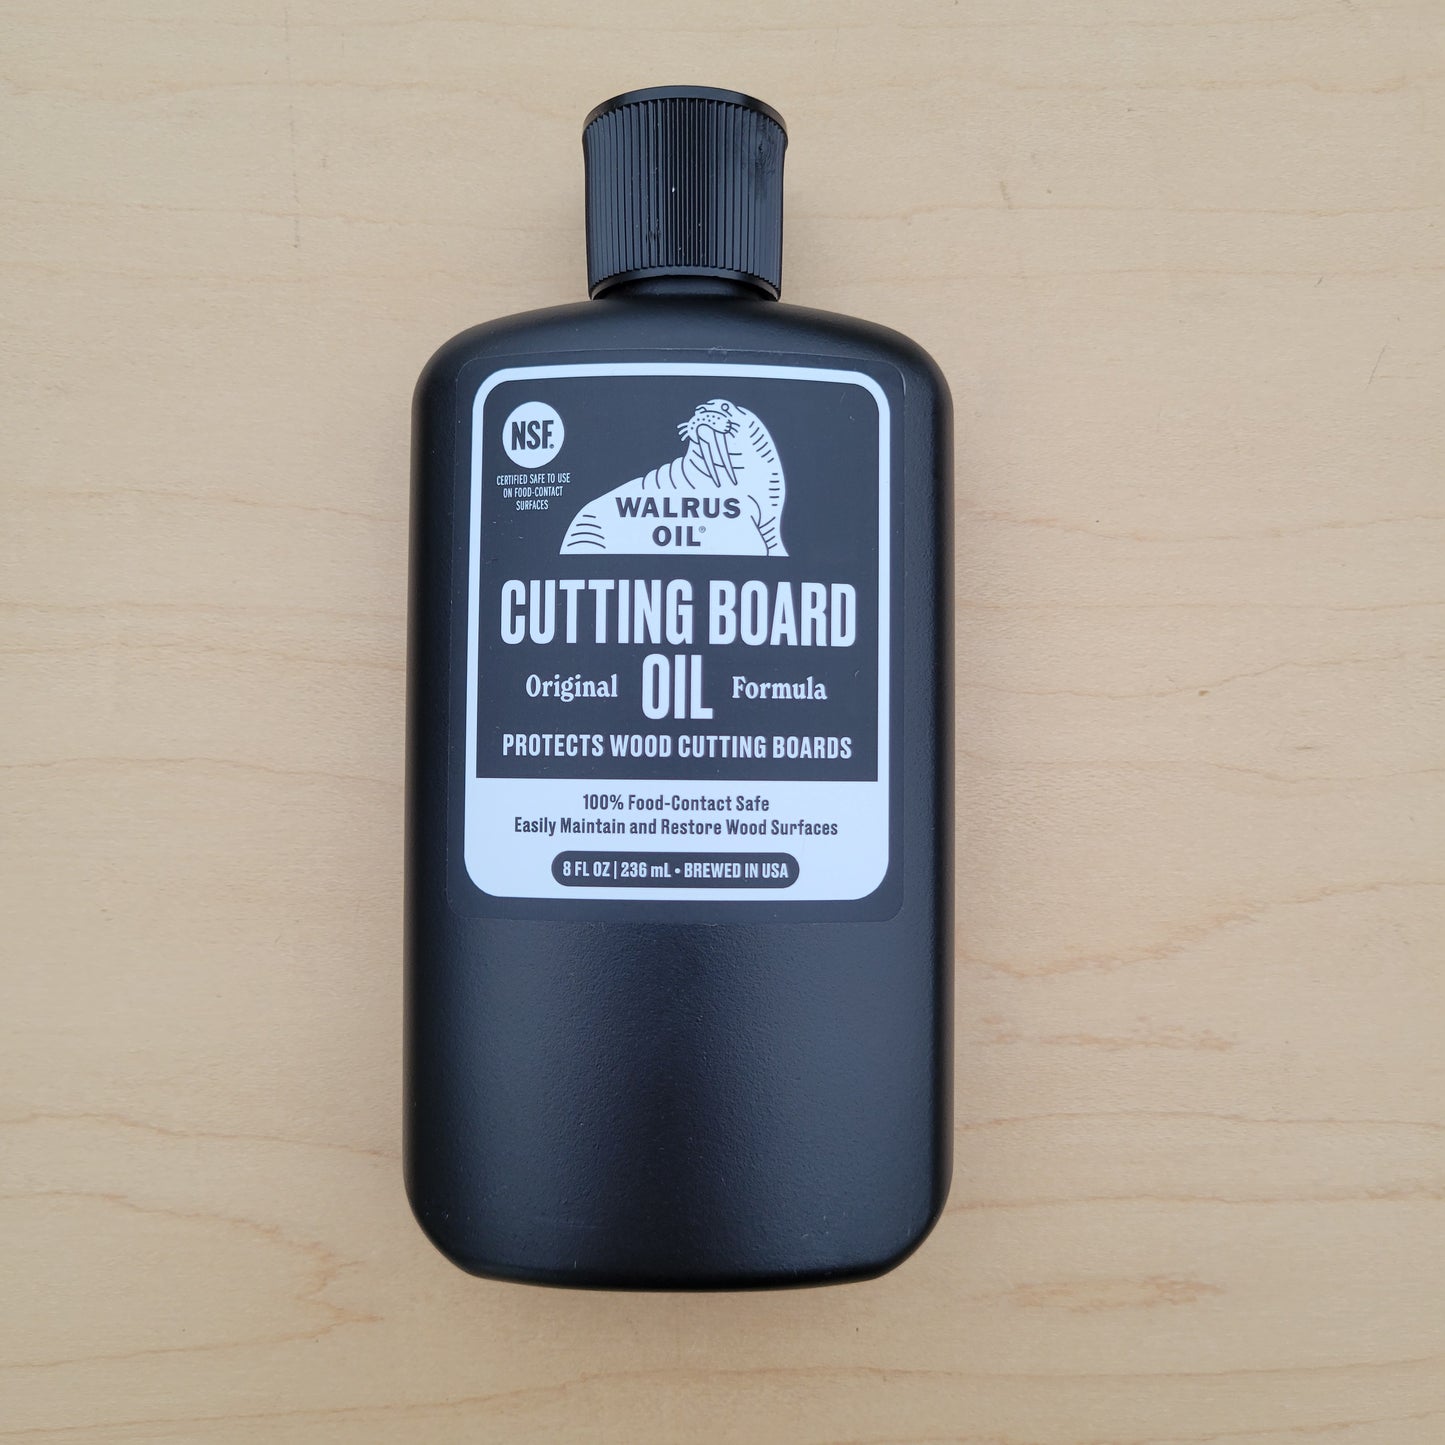 NSF®
CERTIFIED SAFE TO USE
ON FOOD-CONTACT
SURFACES
WALRUS
OIL®
CUTTING BOARD
Original OIL Formula
PROTECTS WOOD CUTTING BOARDS
100% Food-Contact Safe
Easily Maintain and Restore Wood Surfaces
8 FL OZ | 236 mL • BREWED IN USA